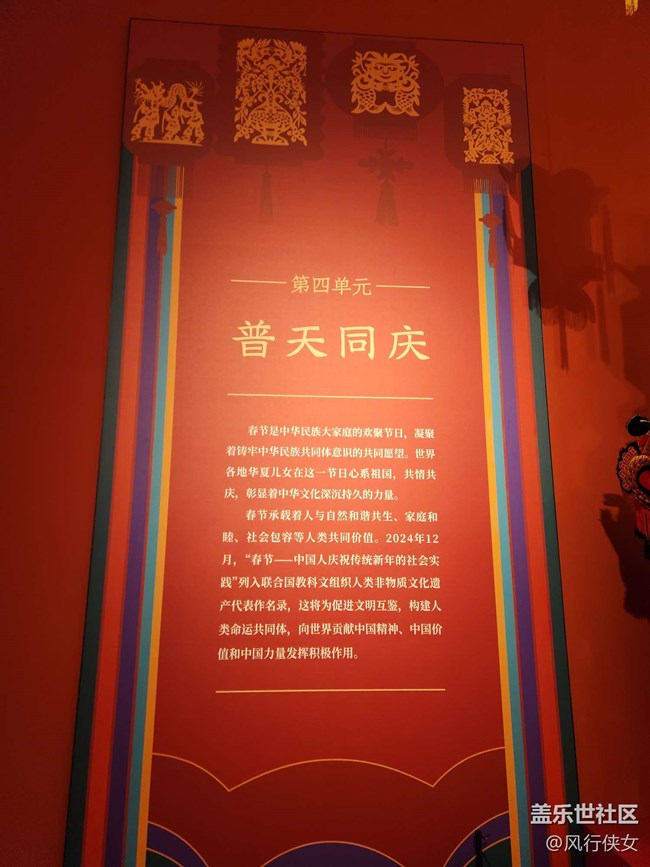 第四单元
普天同庆
春节是中华民族大家庭的欢聚节日，凝聚
着铸牢中华民族共同体意识的共同愿望。世界
各地华夏儿女在这一节日心系祖国，共情共
庆，彰显着中华文化深沉持久的力量。
春节承载着人与自然和谐共生、家庭和
睦、社会包容等人类共同价值。2024年12
月，“春节——中国人庆祝传统新年的社会实
践”列入联合国教科文组织人类非物质文化遗
产代表作名录，这将为促进文明互鉴，构建人
类命运共同体，向世界贡献中国精神、中国价
值和中国力量发挥积极作用。
盖乐世社区
@风行侠女